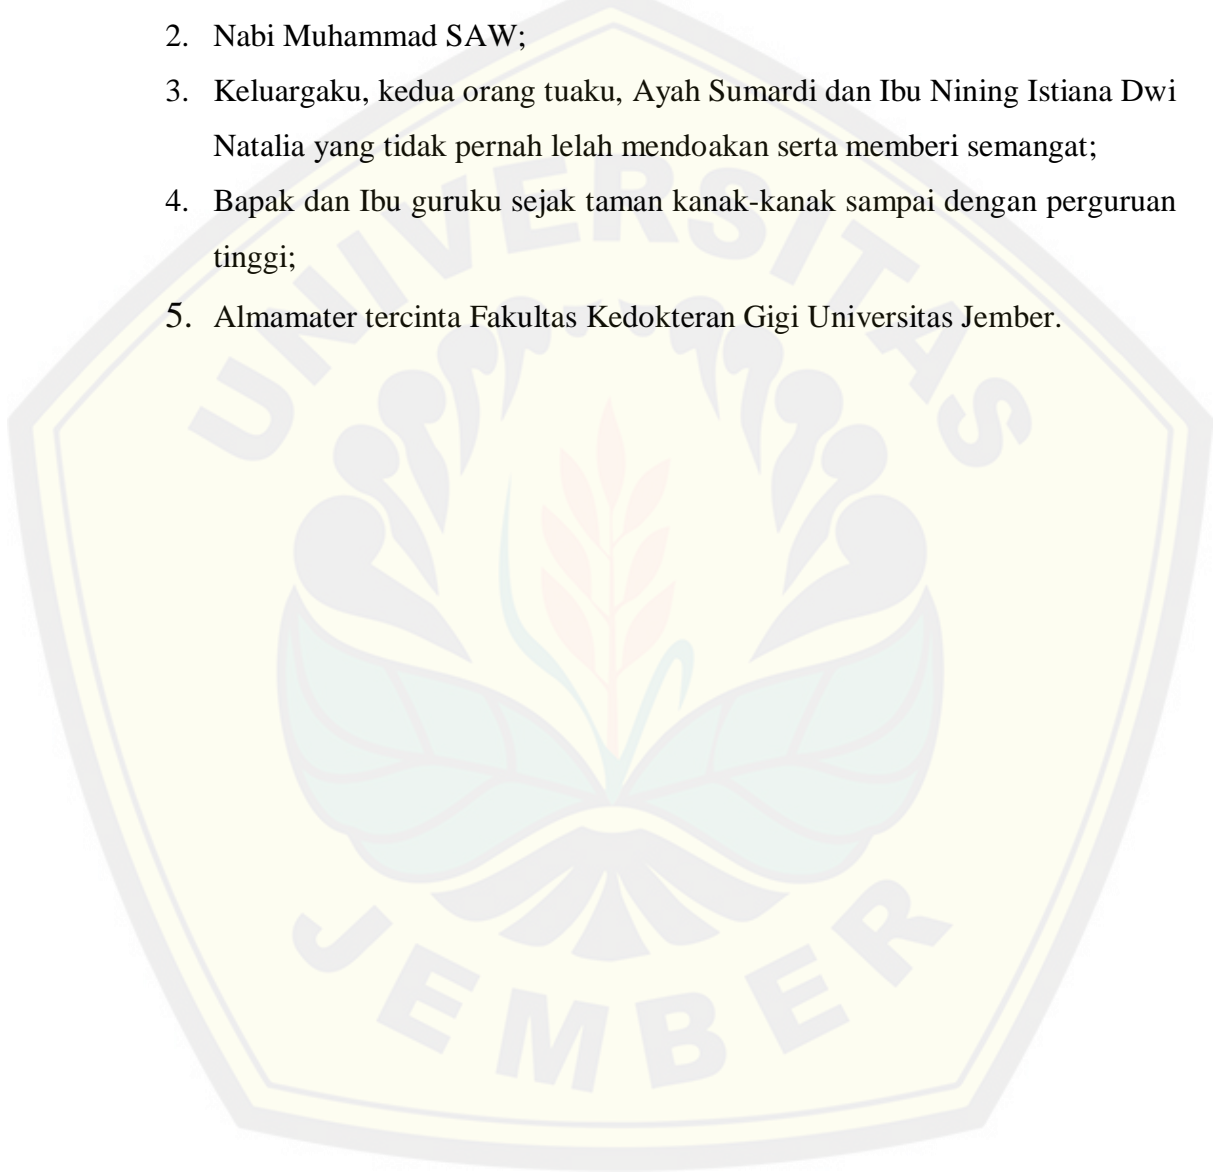 2. Nabi Muhammad SAW;
3. Keluargaku, kedua orang tuaku, Ayah Sumardi dan Ibu Nining Istiana Dwi
Natalia yang tidak pernah lelah mendoakan serta memberi semangat;
4. Bapak dan Ibu guruku sejak taman kanak-kanak sampai dengan perguruan
tinggi;
5. Almamater tercinta Fakultas Kedokteran Gigi Universitas Jember.
UNIVERSITAS
JEMBER